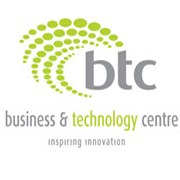 btc
business & technology centre
inspiring innovation